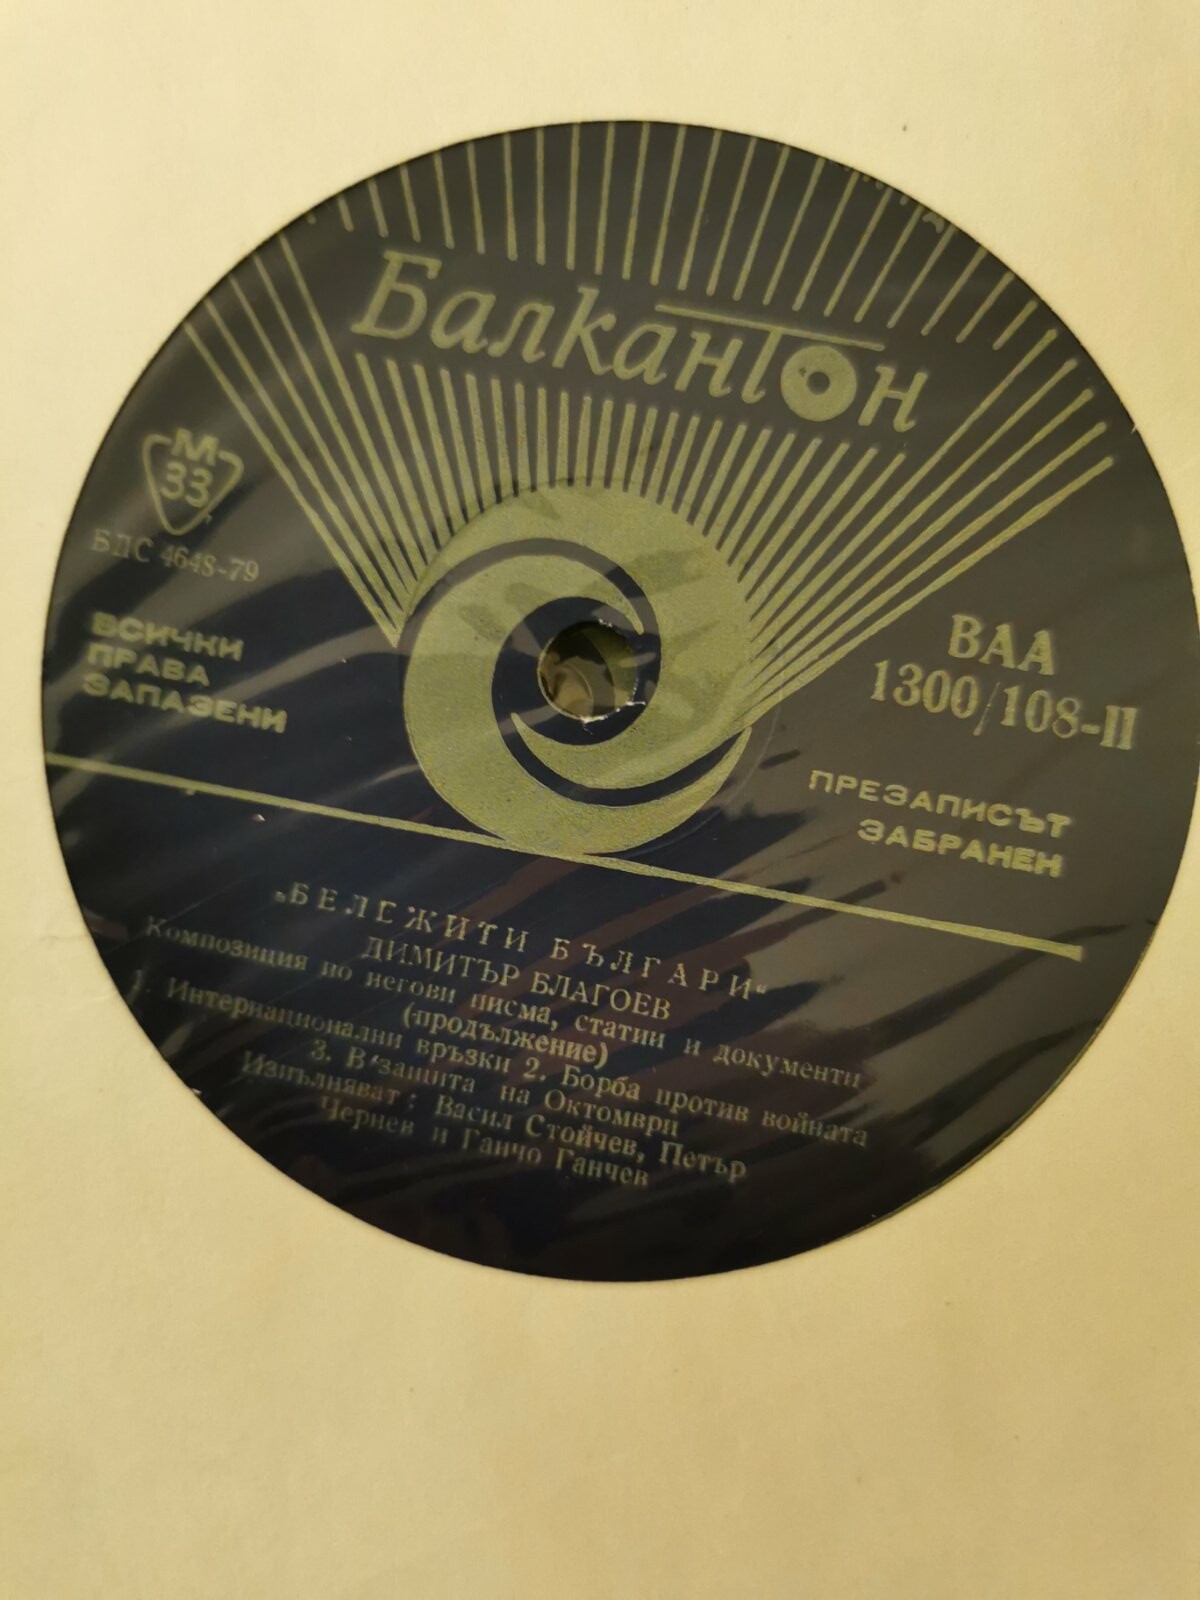 Балкантон
М
33
БДС 4648-79
ВСИЧКИ
ПРАВА
ЗАПАЗЕНИ
ВАА
1300/108-II
ПРЕЗАПИСЪТ
ЗАБРАНЕН
„БЕЛЕЖИТИ БЪЛГАРИ“
ДИМИТЪР БЛАГОЕВ
Композиция по негови писма, статии и документи
(продължение)
1. Интернационални връзки 2. Борба против войната
3. В защита на Октомври
Изпълняват: Васил Стойчев, Петър
Чернев и Ганчо Ганчев